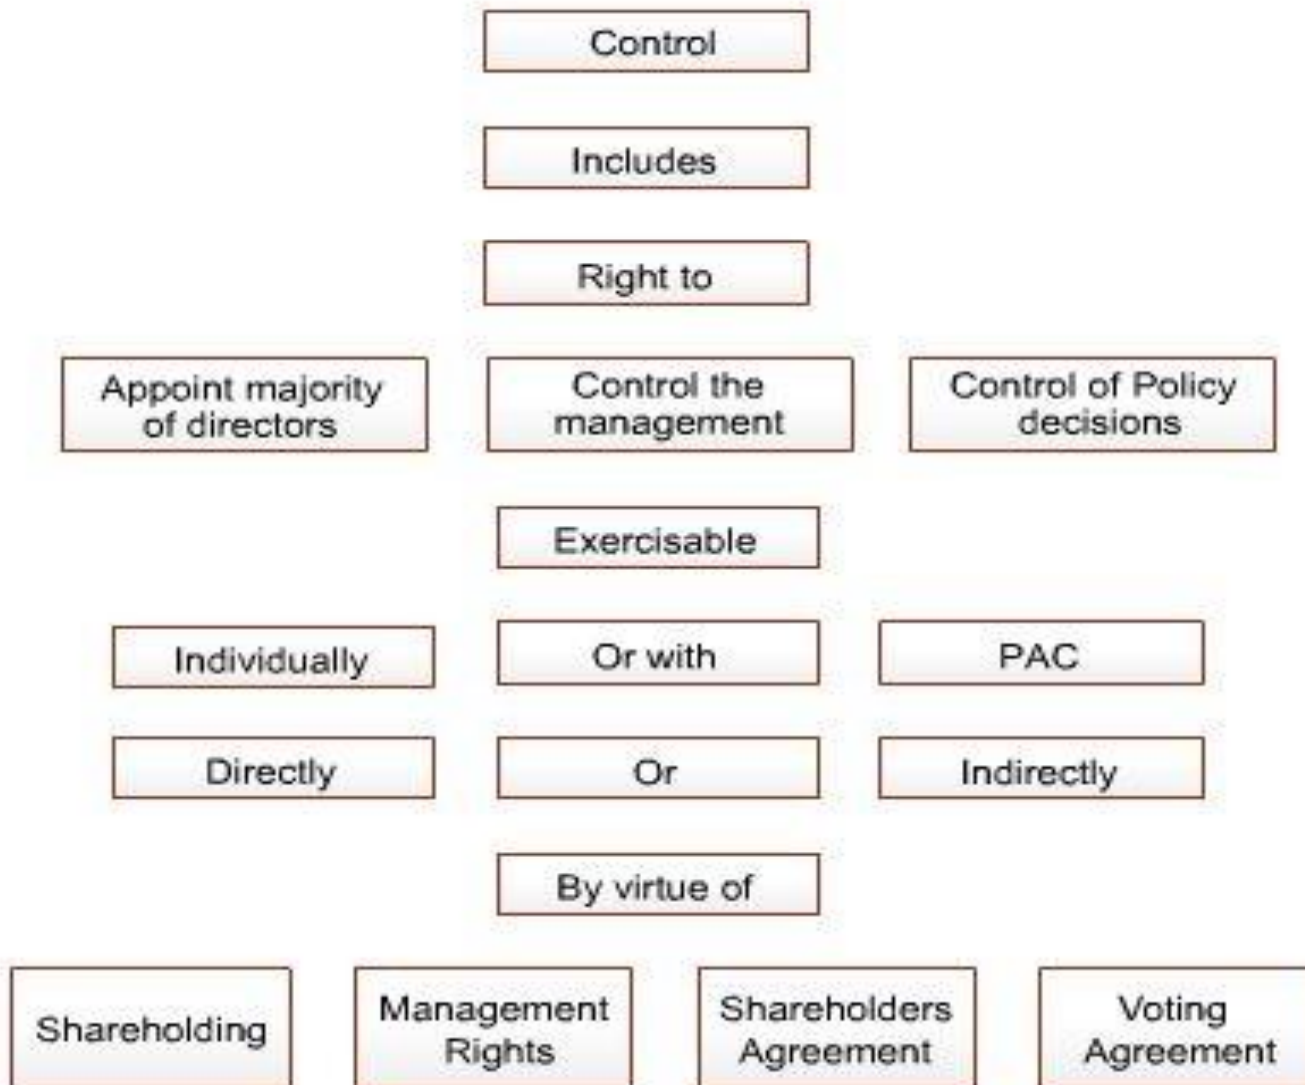 Control
Includes
Right to
Appoint majority
of directors
Control the
management
Control of Policy
decisions
Exercisable
Individually
Or with
PAC
Directly
Or
Indirectly
By virtue of
Shareholding
Management
Rights
Shareholders
Agreement
Voting
Agreement